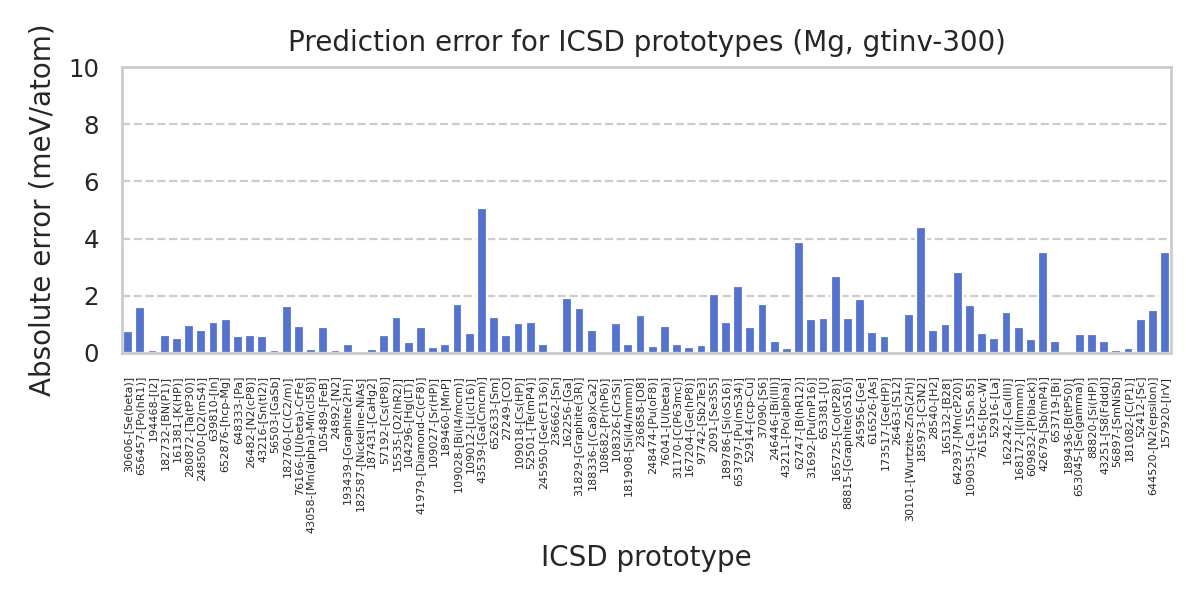 Prediction error for ICSD prototypes (Mg, gtinv-300)
Absolute error (meV/atom)
10
8
6
4
2
0
30606-[Se(beta)]
656457-[Po(hR1)]
194468-[I2]
182732-[BN(P1)]
16381-[K(HP)]
280872-[Ta(tP30)]
248500-[O2(mS4)]
639810-[In]
652876-[hcp-Mg]
648333-[Pa]
26482-[N2(cP8)]
43216-[Sn(tI2)]
56503-[GaSb]
182760-[C(C2/m)]
76166-[U(beta)-CrFe]
43058-[Mn(alpha)-Mn(cI58)]
105489-[FeB]
24892-[N2]
193439-[Graphite(2H)]
182587-[Nickeline-NiAs]
187431-[CaHg2]
57192-[Cs(tP8)]
15535-[O2(hR2)]
104296-[Hg(LT)]
41979-[Diamond-C(cF8)]
109027-[Sr(HP)]
189460-[MnP]
109028-[Bi(I4/mcm)]
109012-[Li(cI16)]
43539-[Ga(Cmcm)]
652633-[Sm]
27249-[CO]
109018-[Cs(HP)]
52501-[Te(mP4)]
245950-[Ge(cF136)]
236662-[Sn]
162256-[Ga]
31829-[Graphite(3R)]
188336-[(Ca8)xCa2]
108682-[Pr(hP6)]
108326-[Cr3Si]
181908-[Si(I4/mmm)]
236858-[O8]
248474-[Pu(oF8)]
76041-[U(beta)]
31170-[C(P63mc)]
167204-[Ge(hP8)]
97742-[Sb2Te3]
2091-[Se3S5]
189786-[Si(oS16)]
653797-[Pu(mS34)]
52914-[ccp-Cu]
37090-[S6]
246446-[Bi(III)]
43211-[Po(alpha)]
62747-[B(hR12)]
31692-[Pu(mP16)]
653381-[U]
165725-[Co(tP28)]
88815-[Graphite(oS16)]
245956-[Ge]
616526-[As]
173517-[Ge(HP)]
26463-[S12]
30101-[Wurtzite-ZnS(2H)]
185973-[C3N2]
28540-[H2]
165132-[B28]
642937-[Mn(cP20)]
109035-[Ca.15Sn.85]
76156-[bcc-W]
52916-[La]
162242-[Ca(III)]
168172-[I(Immm)]
609832-[P(black)]
42679-[Sb(mP4)]
653719-[Bi]
189436-[B(tP50)]
653045-[Se(gamma)]
88820-[Si(HP)]
43251-[S8(Fddd)]
56897-[SmNiSb]
181082-[C(P1)]
52412-[Sc]
644520-[N2(epsilon)]
157920-[IrV]
ICSD prototype